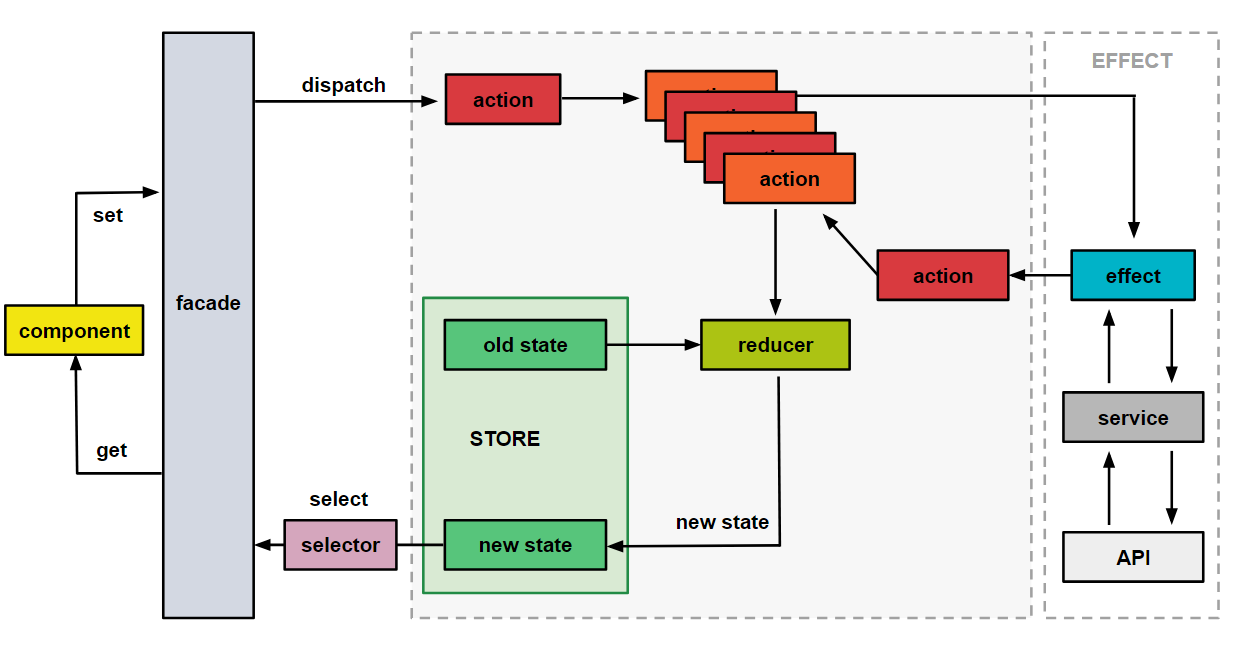 dispatch
EFFECT
action
action
set
action
effect
facade
component
old state
reducer
service
STORE
get
select
new state
selector
new state
API